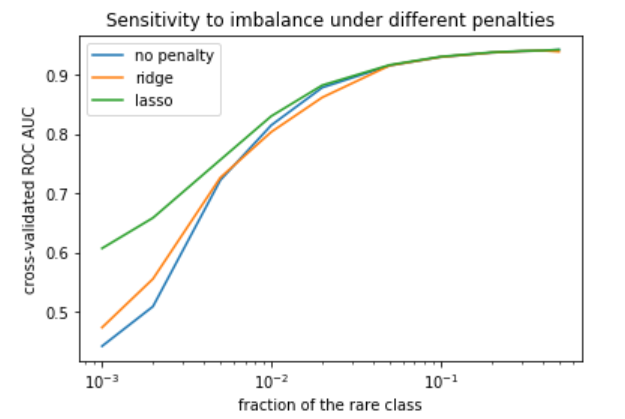 Sensitivity to imbalance under different penalties
no penalty
ridge
lasso
cross-validated ROC AUC
0.9
0.8
0.7
0.6
0.5
10⁻³
10⁻²
10⁻¹
fraction of the rare class